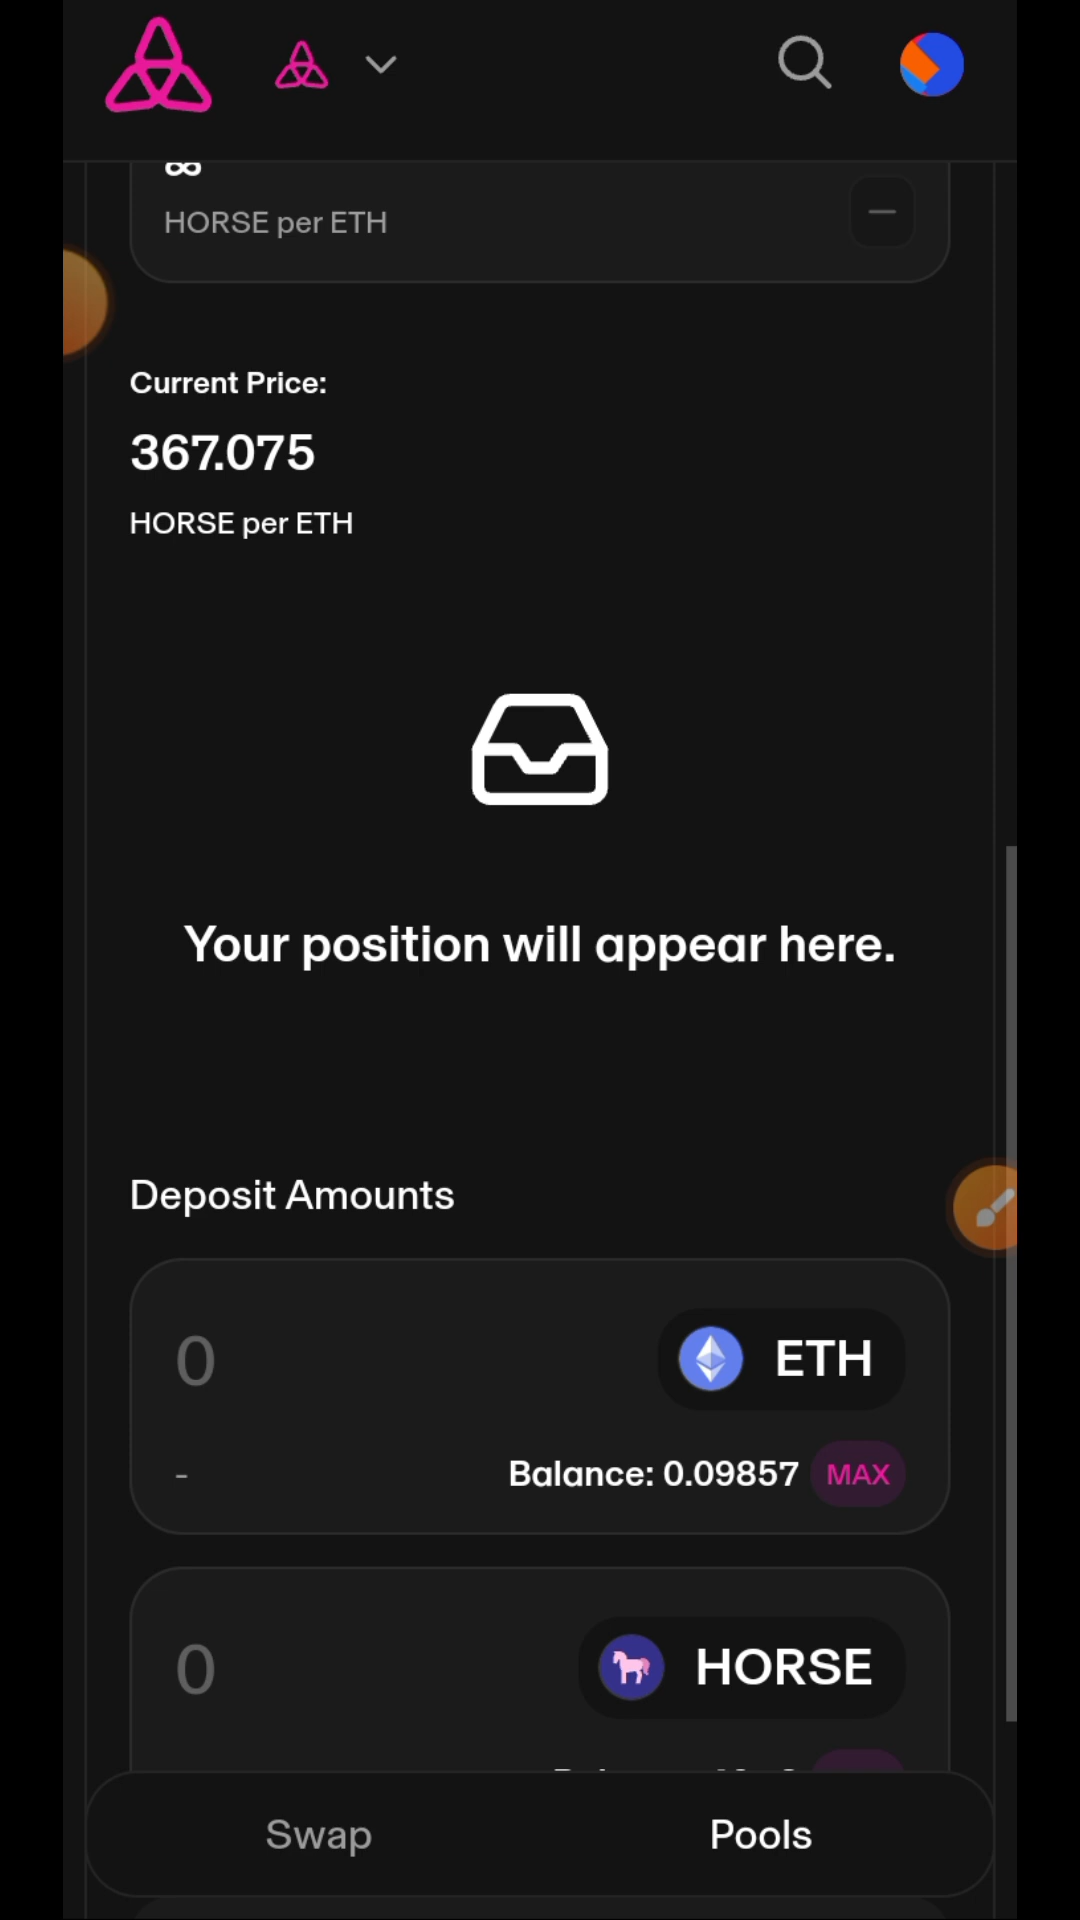 ∞
HORSE per ETH
Current Price:
367.075
HORSE per ETH
Your position will appear here.
Deposit Amounts
0
ETH
-
Balance: 0.09857 MAX
0
HORSE
Swap
Pools